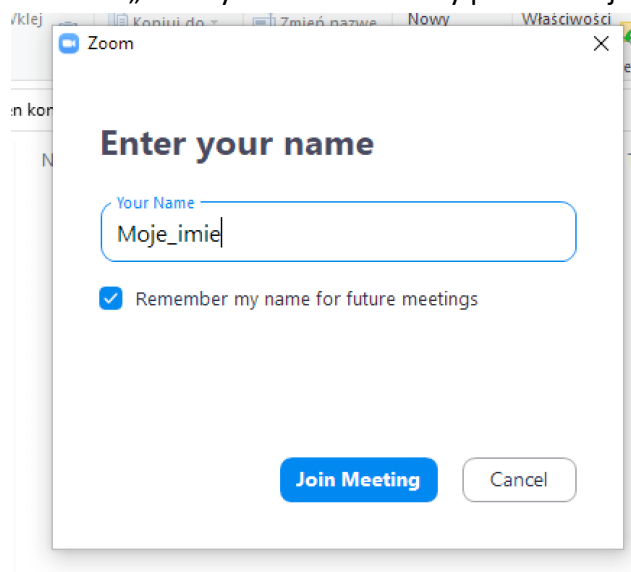 Wklej
Kopiuj do
Zmień nazwę
Nowy
Właściwości
Zoom
Enter your name
Your Name
Moje_imie
Remember my name for future meetings
Join Meeting
Cancel